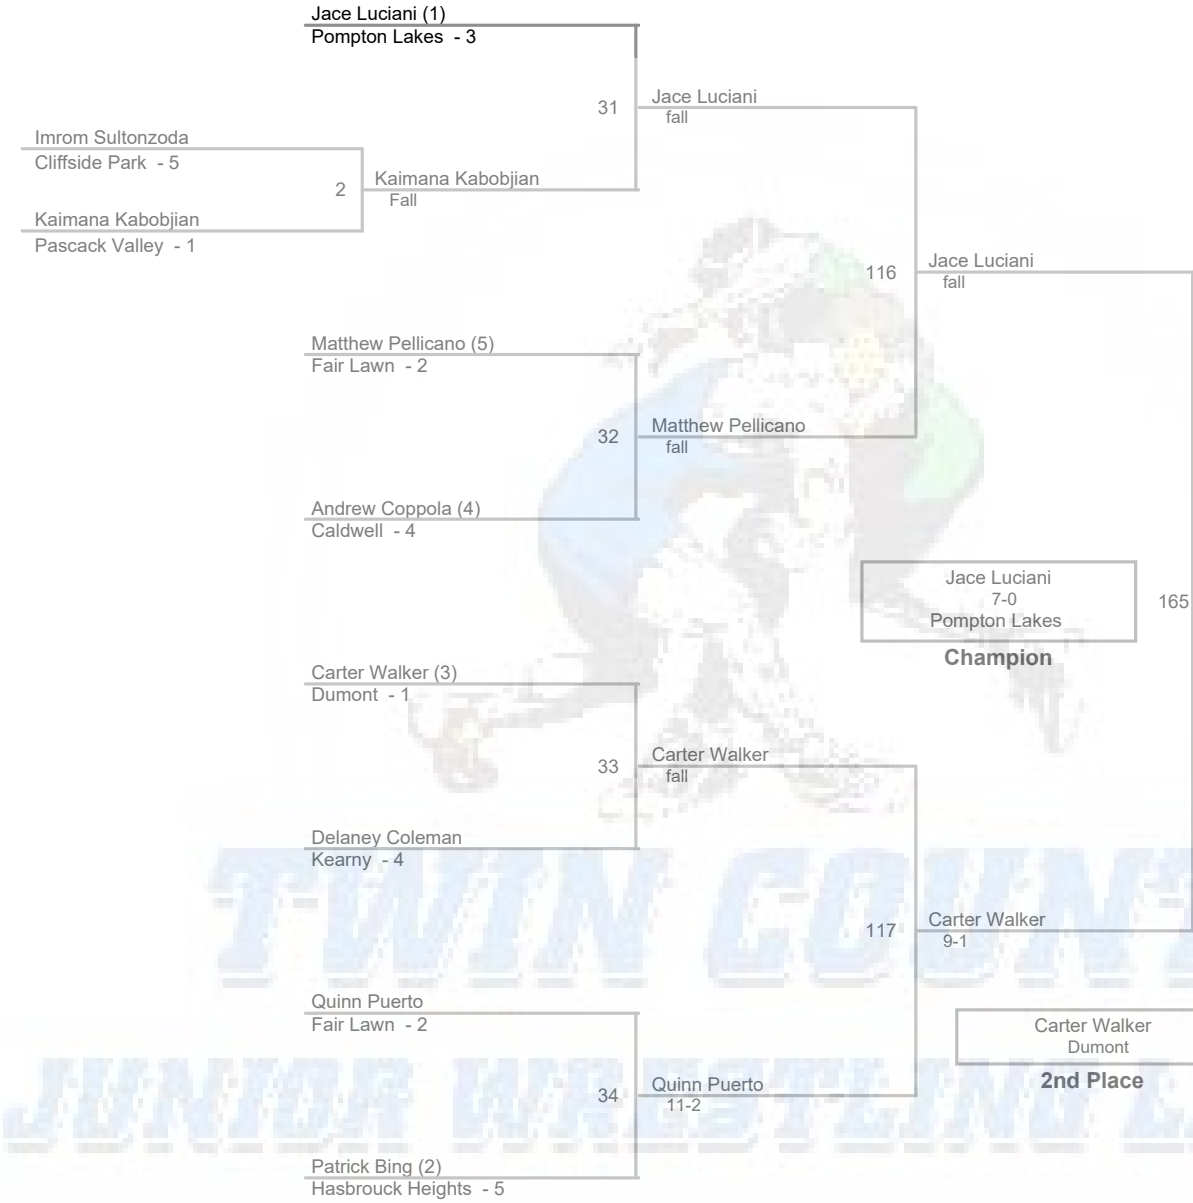 Jace Luciani (1)
Pompton Lakes - 3
31
Jace Luciani
fall
Imrom Sultonzoda
Cliffside Park - 5
2
Kaimana Kabobjian
Fall
Kaimana Kabobjian
Pascack Valley - 1
116
Jace Luciani
fall
Matthew Pellicano (5)
Fair Lawn - 2
32
Matthew Pellicano
fall
Andrew Coppola (4)
Caldwell - 4
Jace Luciani
7-0
Pompton Lakes
165
Champion
Carter Walker (3)
Dumont - 1
33
Carter Walker
fall
Delaney Coleman
Kearny - 4
TWIN COUNT
117
Carter Walker
9-1
Quinn Puerto
Fair Lawn - 2
Carter Walker
Dumont
2nd Place
34
Quinn Puerto
11-2
JUNIOR WRESTLING
Patrick Bing (2)
Hasbrouck Heights - 5